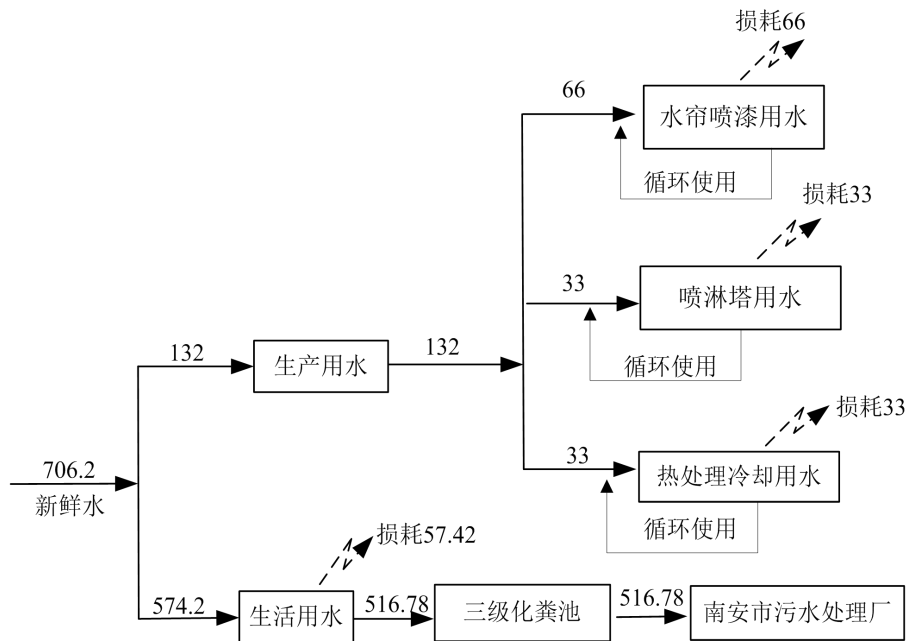 损耗66
66
水帘喷漆用水
循环使用
损耗33
33
喷淋塔用水
循环使用
132
生产用水
132
损耗33
33
热处理冷却用水
循环使用
706.2
新鲜水
损耗57.42
574.2
生活用水
516.78
三级化粪池
516.78
南安市污水处理厂